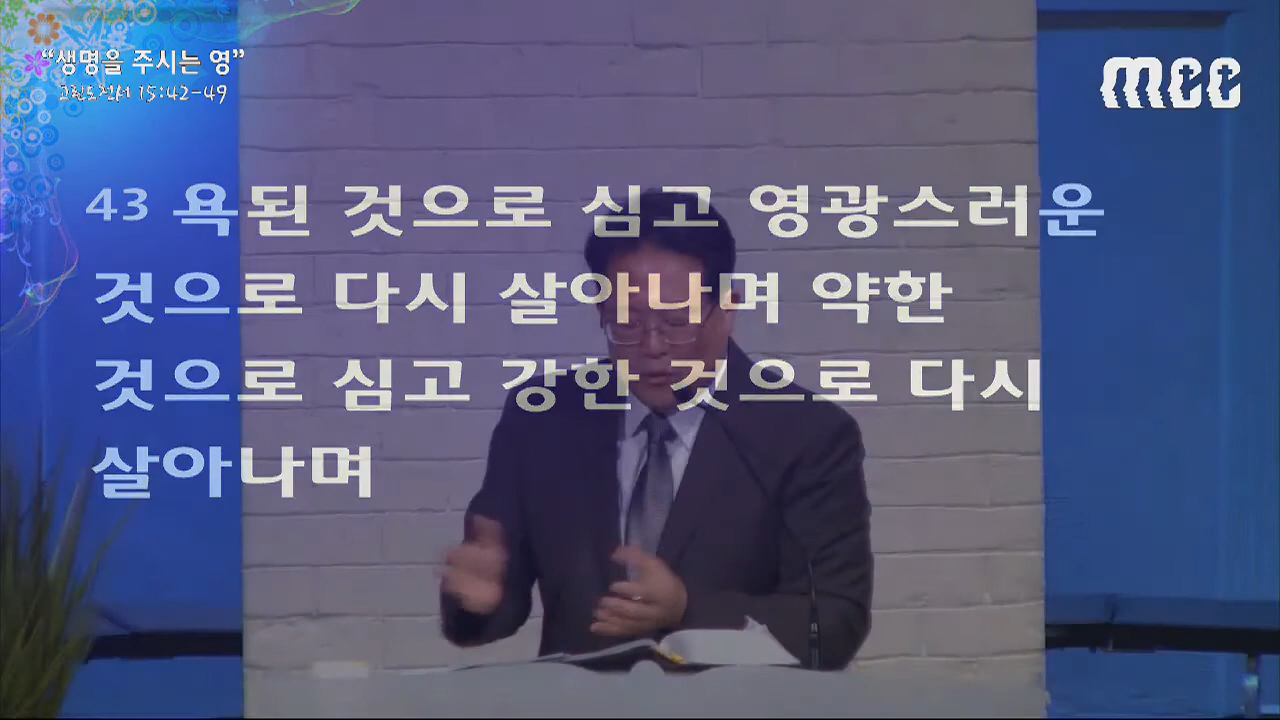 “생명을 주시는 영”
고린도전서 15:42-49
mcc
43 욕된 것으로 심고 영광스러운
것으로 다시 살아나며 약한
것으로 심고 강한 것으로 다시
살아나며